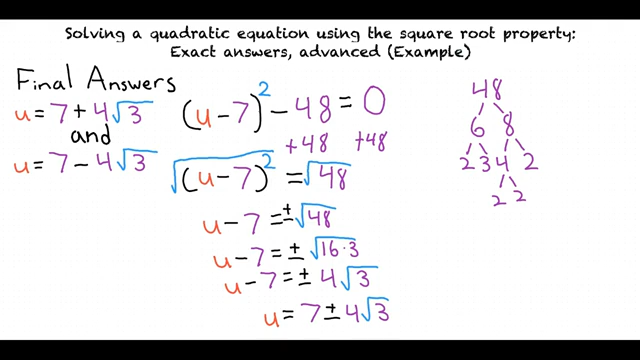 Solving a quadratic equation using the square root property:
Exact answers, advanced (Example)
Final Answers
u = 7 + 4√3
and
u = 7 − 4√3
(u − 7)² − 48 = 0
+48 +48
√(u − 7)² = √48
u − 7 = ± √48
u − 7 = ± √16·3
u − 7 = ± 4√3
u = 7 ± 4√3
48
6 8
2 3 4 2
2 2